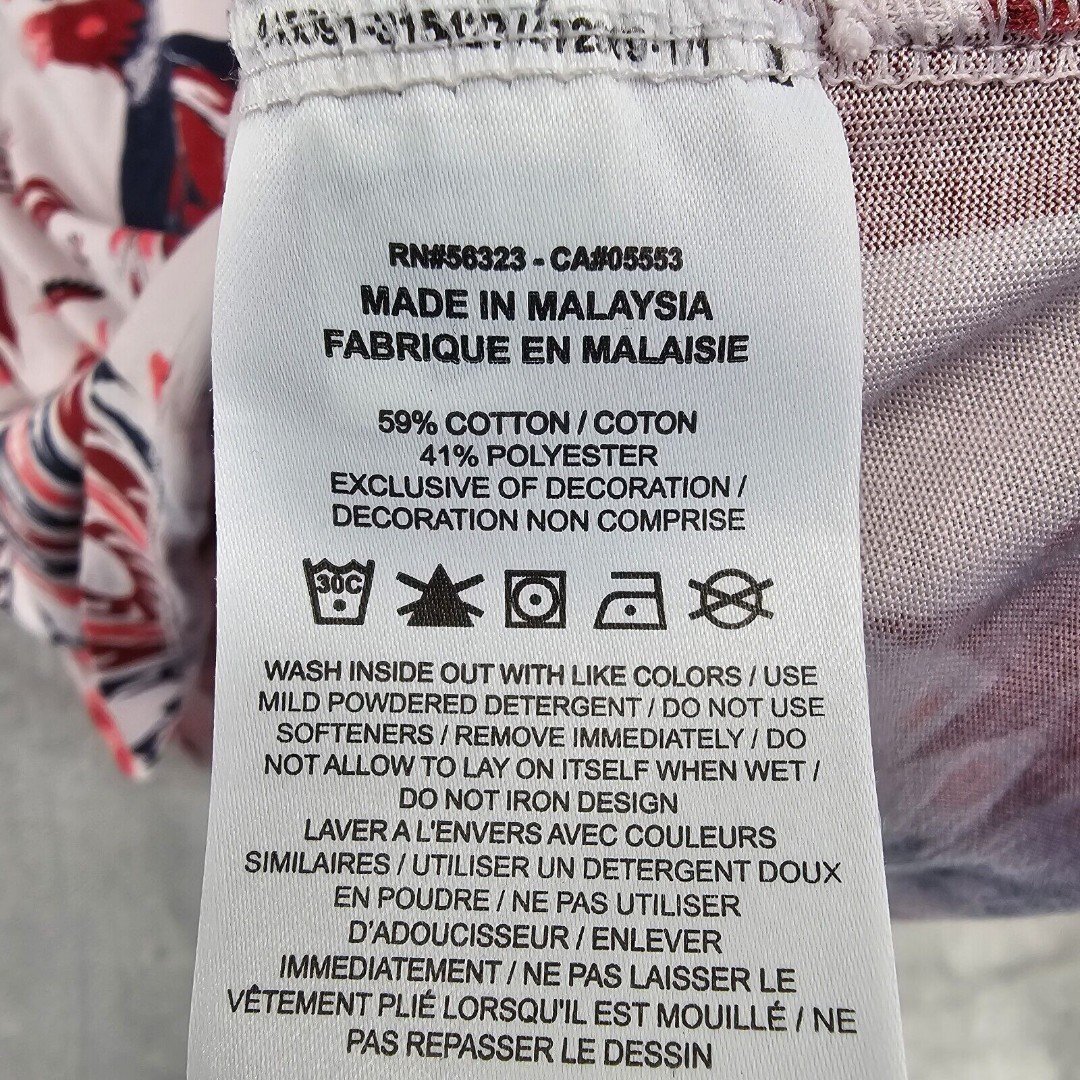 RN#56323 - CA#05553
MADE IN MALAYSIA
FABRIQUE EN MALAISIE
59% COTTON / COTON
41% POLYESTER
EXCLUSIVE OF DECORATION /
DECORATION NON COMPRISE
30C
WASH INSIDE OUT WITH LIKE COLORS / USE
MILD POWDERED DETERGENT / DO NOT USE
SOFTENERS / REMOVE IMMEDIATELY / DO
NOT ALLOW TO LAY ON ITSELF WHEN WET /
DO NOT IRON DESIGN
LAVER A L'ENVERS AVEC COULEURS
SIMILAIRES / UTILISER UN DETERGENT DOUX
EN POUDRE / NE PAS UTILISER
D'ADOUCISSEUR / ENLEVER
IMMEDIATEMENT / NE PAS LAISSER LE
VÊTEMENT PLIÉ LORSQU'IL EST MOUILLÉ / NE
PAS REPASSER LE DESSIN